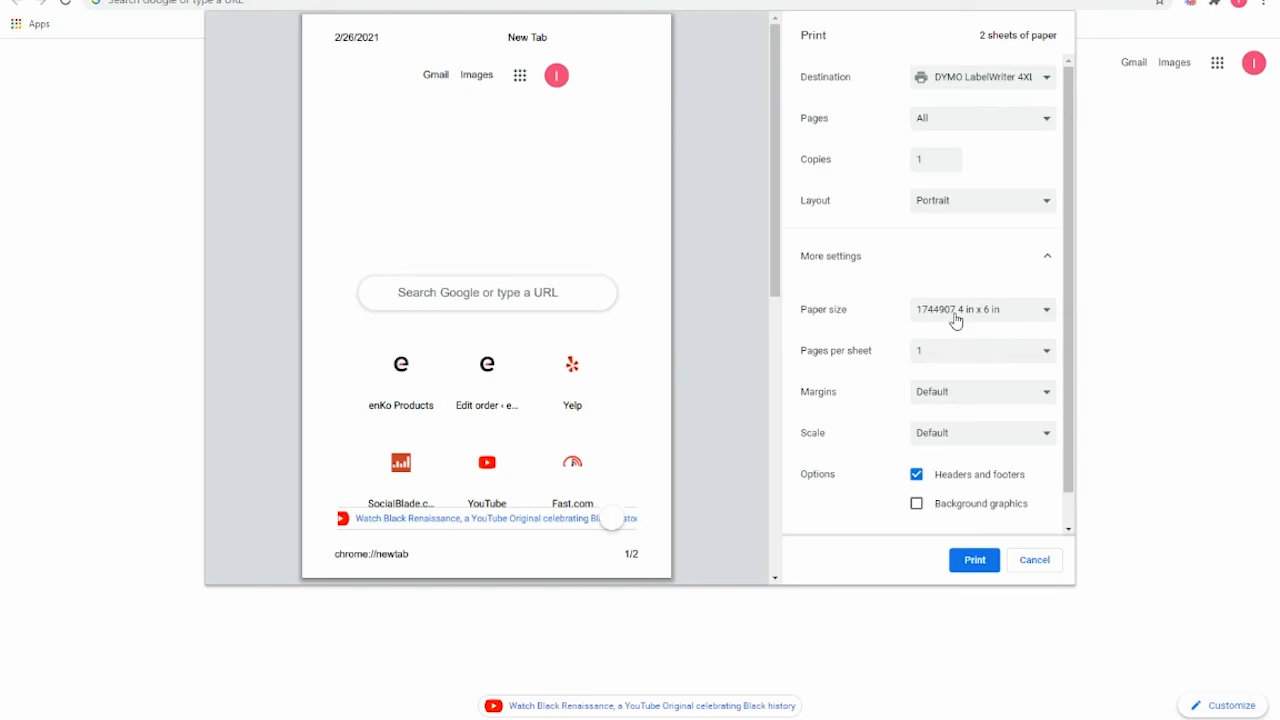 Search Google or type a URL
Apps
Gmail Images
2/26/2021 New Tab
Gmail Images
I
Search Google or type a URL
enKo Products Edit order ‹ e... Yelp
SocialBlade.c... YouTube Fast.com
Watch Black Renaissance, a YouTube Original celebrating Bl
chrome://newtab 1/2
Print 2 sheets of paper
Destination DYMO LabelWriter 4XL
Pages All
Copies 1
Layout Portrait
More settings
Paper size 1744907 4 in x 6 in
Pages per sheet 1
Margins Default
Scale Default
Options Headers and footers
Background graphics
Print Cancel
I
Watch Black Renaissance, a YouTube Original celebrating Black history
Customize